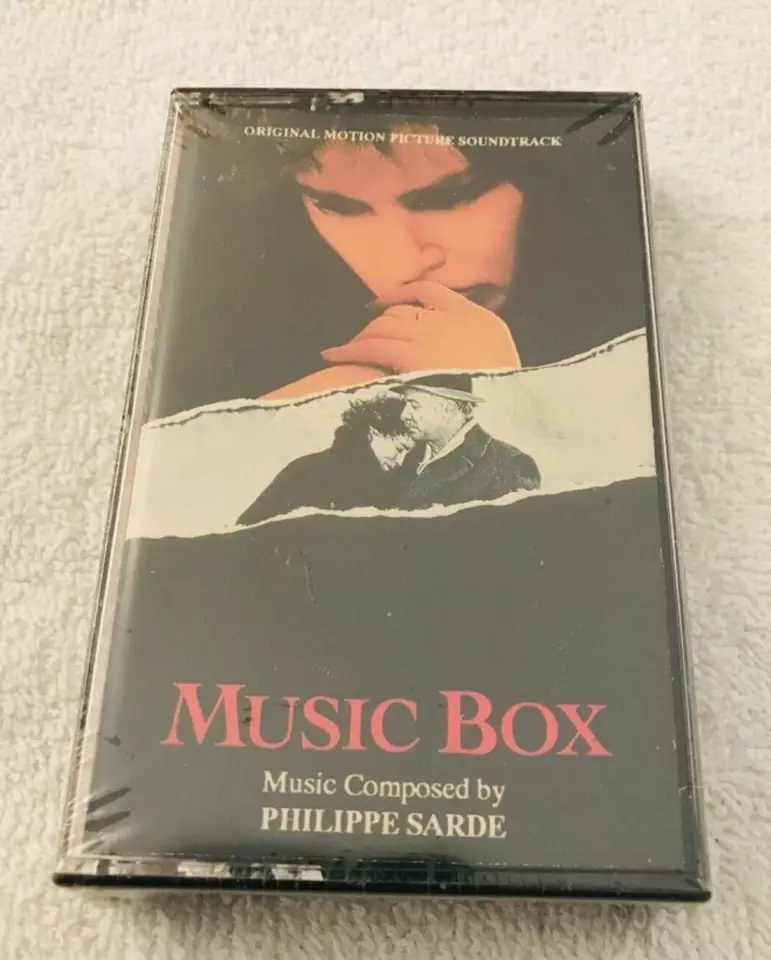 ORIGINAL MOTION PICTURE SOUNDTRACK
MUSIC BOX
Music Composed by
PHILIPPE SARDE